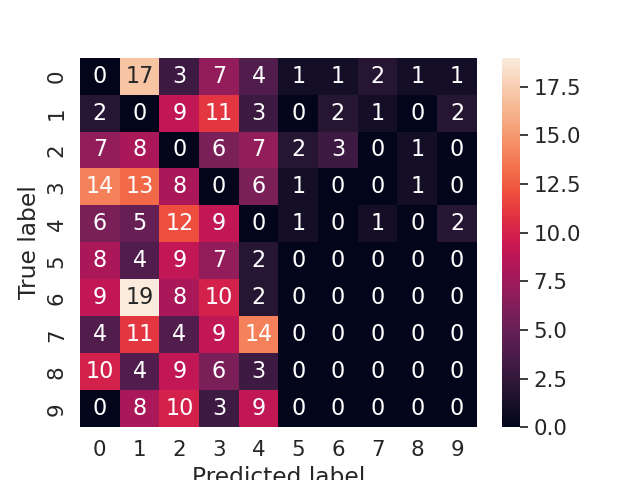 0 0 17 3 7 4 1 1 2 1 1
1 2 0 9 11 3 0 2 1 0 2
2 7 8 0 6 7 2 3 0 1 0
3 14 13 8 0 6 1 0 0 1 0
4 6 5 12 9 0 1 0 1 0 2
5 8 4 9 7 2 0 0 0 0 0
6 9 19 8 10 2 0 0 0 0 0
7 4 11 4 9 14 0 0 0 0 0
8 10 4 9 6 3 0 0 0 0 0
9 0 8 10 3 9 0 0 0 0 0
0 1 2 3 4 5 6 7 8 9
Predicted label
True label
17.5
15.0
12.5
10.0
7.5
5.0
2.5
0.0